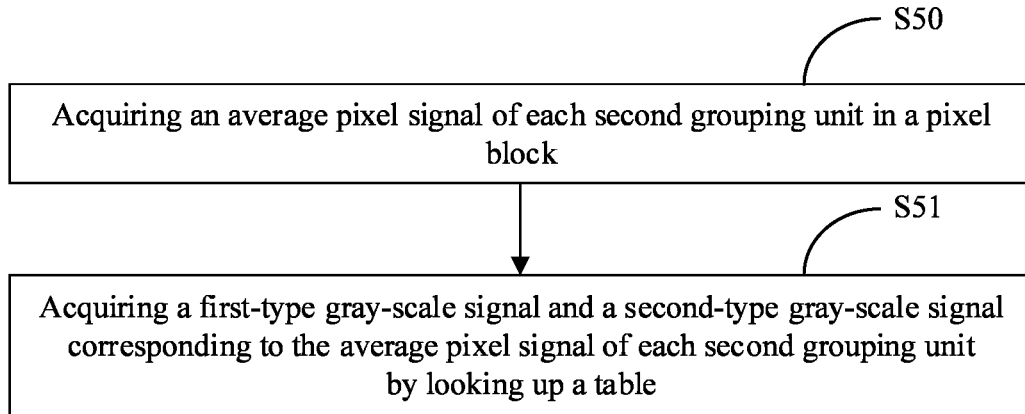 S50
Acquiring an average pixel signal of each second grouping unit in a pixel
block
S51
Acquiring a first-type gray-scale signal and a second-type gray-scale signal
corresponding to the average pixel signal of each second grouping unit
by looking up a table